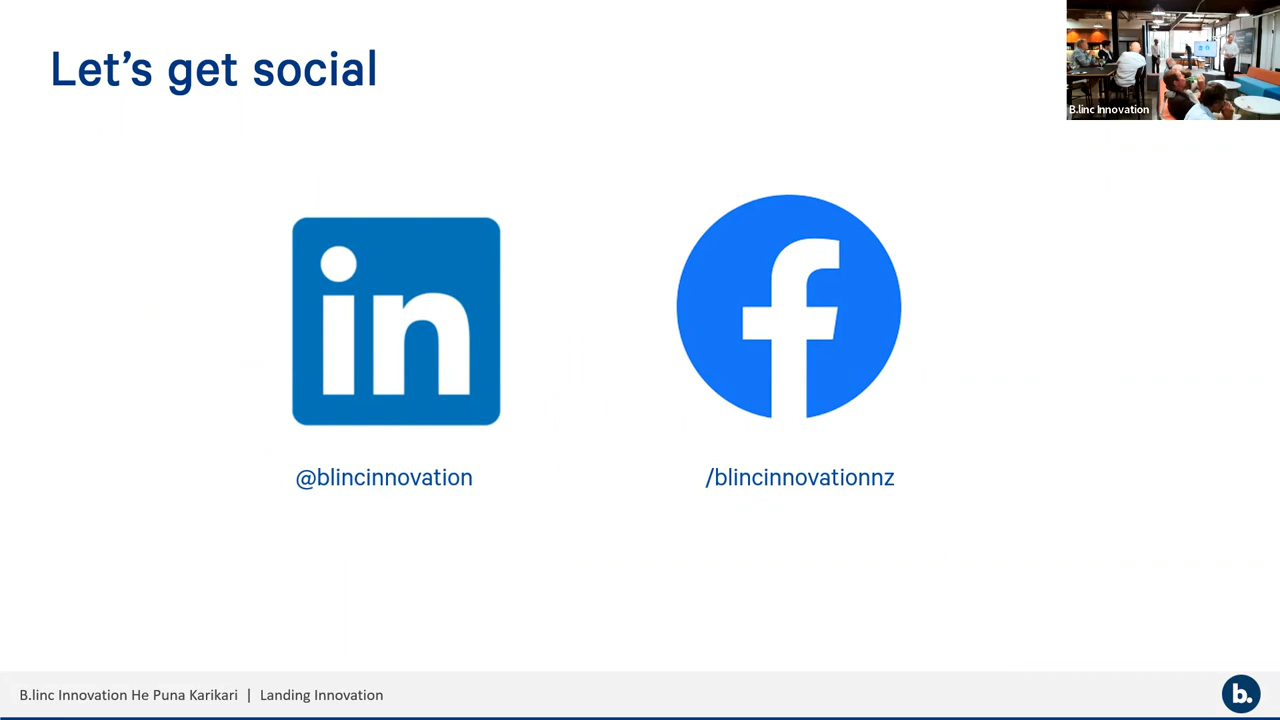 Let's get social
B.linc Innovation
in
f
@blincinnovation
/blincinnovationnz
B.linc Innovation He Puna Karikari | Landing Innovation
b.